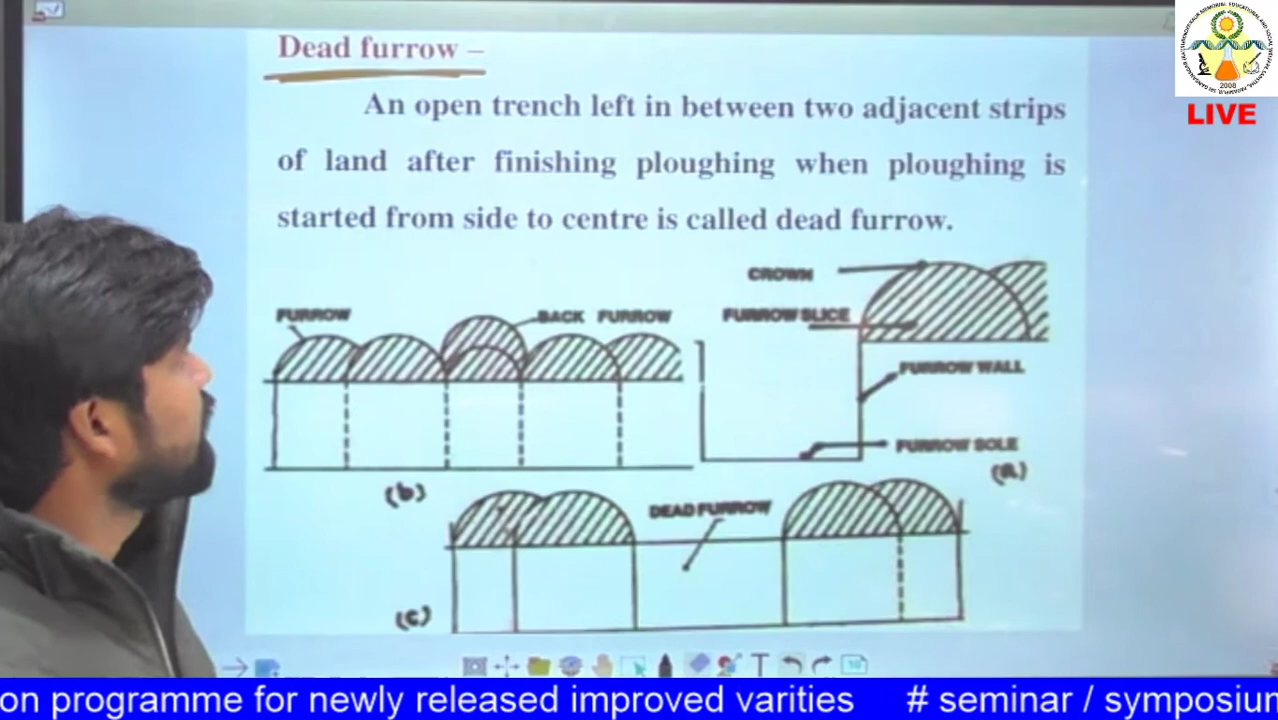 Dead furrow –
An open trench left in between two adjacent strips
of land after finishing ploughing when ploughing is
started from side to centre is called dead furrow.
CROWN
FURROW
BACK FURROW
FURROW SLICE
FURROW WALL
FURROW SOLE
(a)
(b)
DEAD FURROW
(c)
T
10
2008
LIVE
on programme for newly released improved varities # seminar / symposium